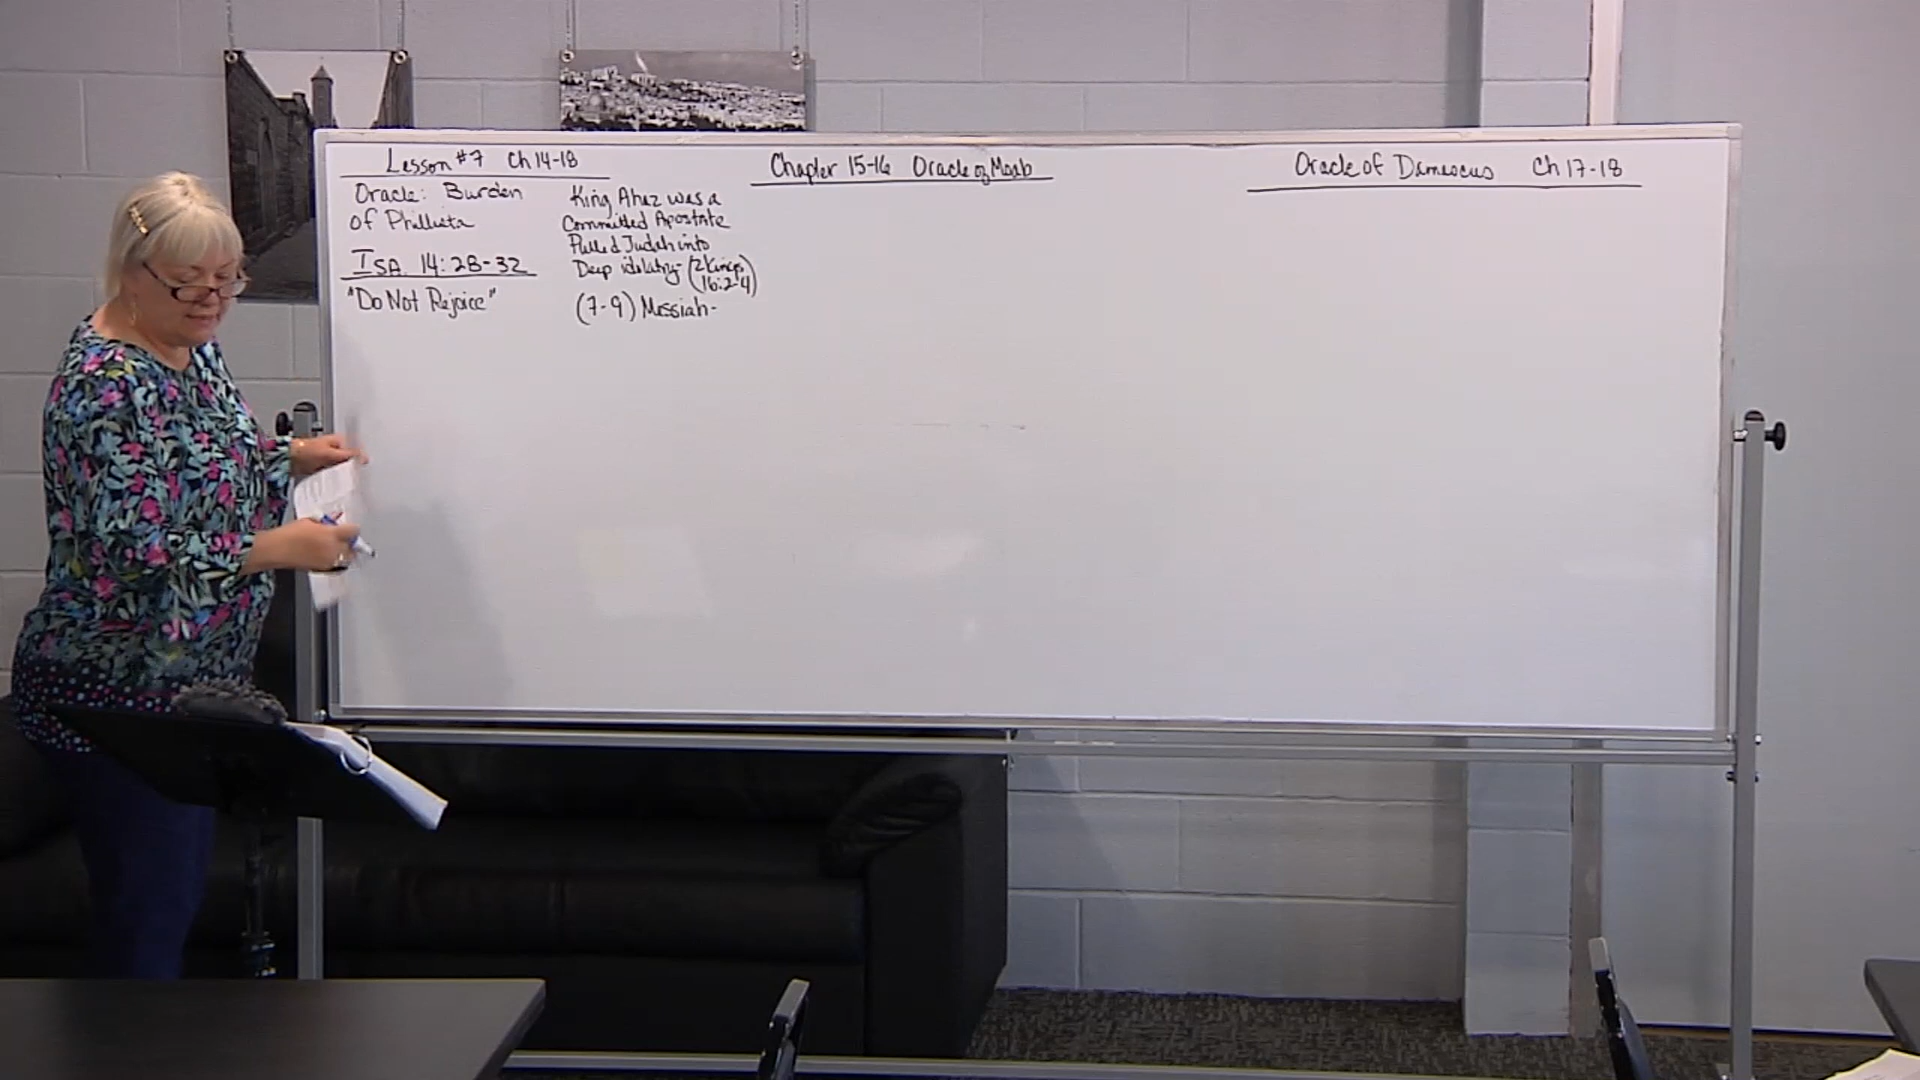 Lesson #7 Ch 14-18
Oracle: Burden
of Phillistia
ISA. 14:28-32
"Do Not Rejoice"
King Ahaz was a
Committed Apostate
Pulled Judah into
Deep idolatry- (2 Kings
16:2-4)
(7-9) Messiah-
Chapter 15-16 Oracle of Moab
Oracle of Damascus Ch 17-18